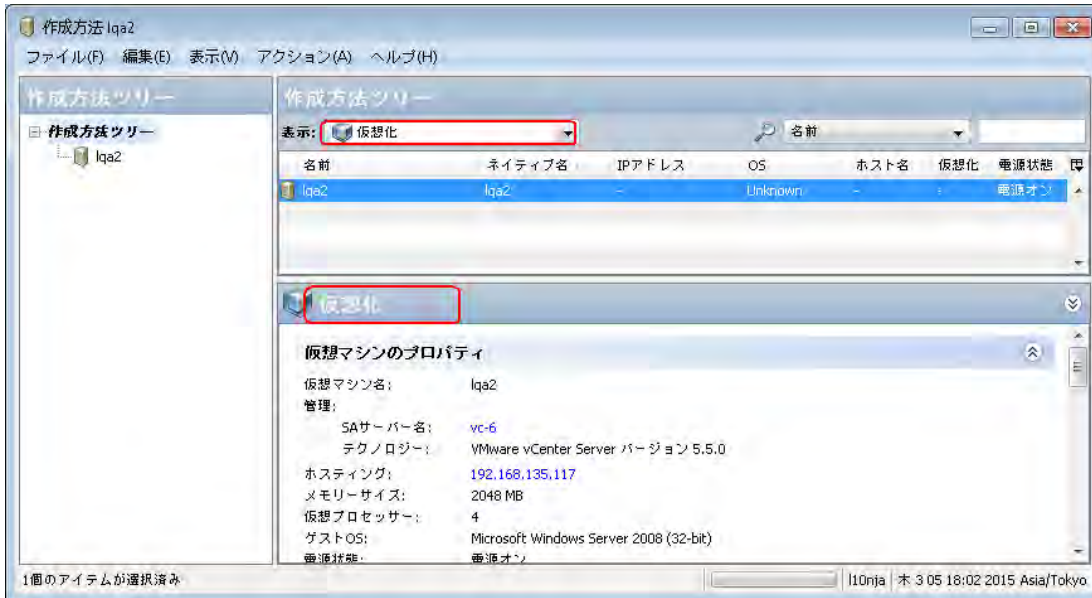 作成方法 lqa2
ファイル(F) 編集(E) 表示(V) アクション(A) ヘルプ(H)
作成方法ツリー
作成方法ツリー
lqa2
作成方法ツリー
表示: 仮想化 名前
名前 ネイティブ名 IPアドレス OS ホスト名 仮想化 電源状態
lqa2 lqa2 - Unknown - - 電源オン
仮想化
仮想マシンのプロパティ
仮想マシン名: lqa2
管理:
SAサーバー名: vc-6
テクノロジー: VMware vCenter Server バージョン 5.5.0
ホスティング: 192.168.135.117
メモリーサイズ: 2048 MB
仮想プロセッサー: 4
ゲストOS: Microsoft Windows Server 2008 (32-bit)
電源状態: 電源オン
1個のアイテムが選択済み l10nja 木 3 05 18:02 2015 Asia/Tokyo